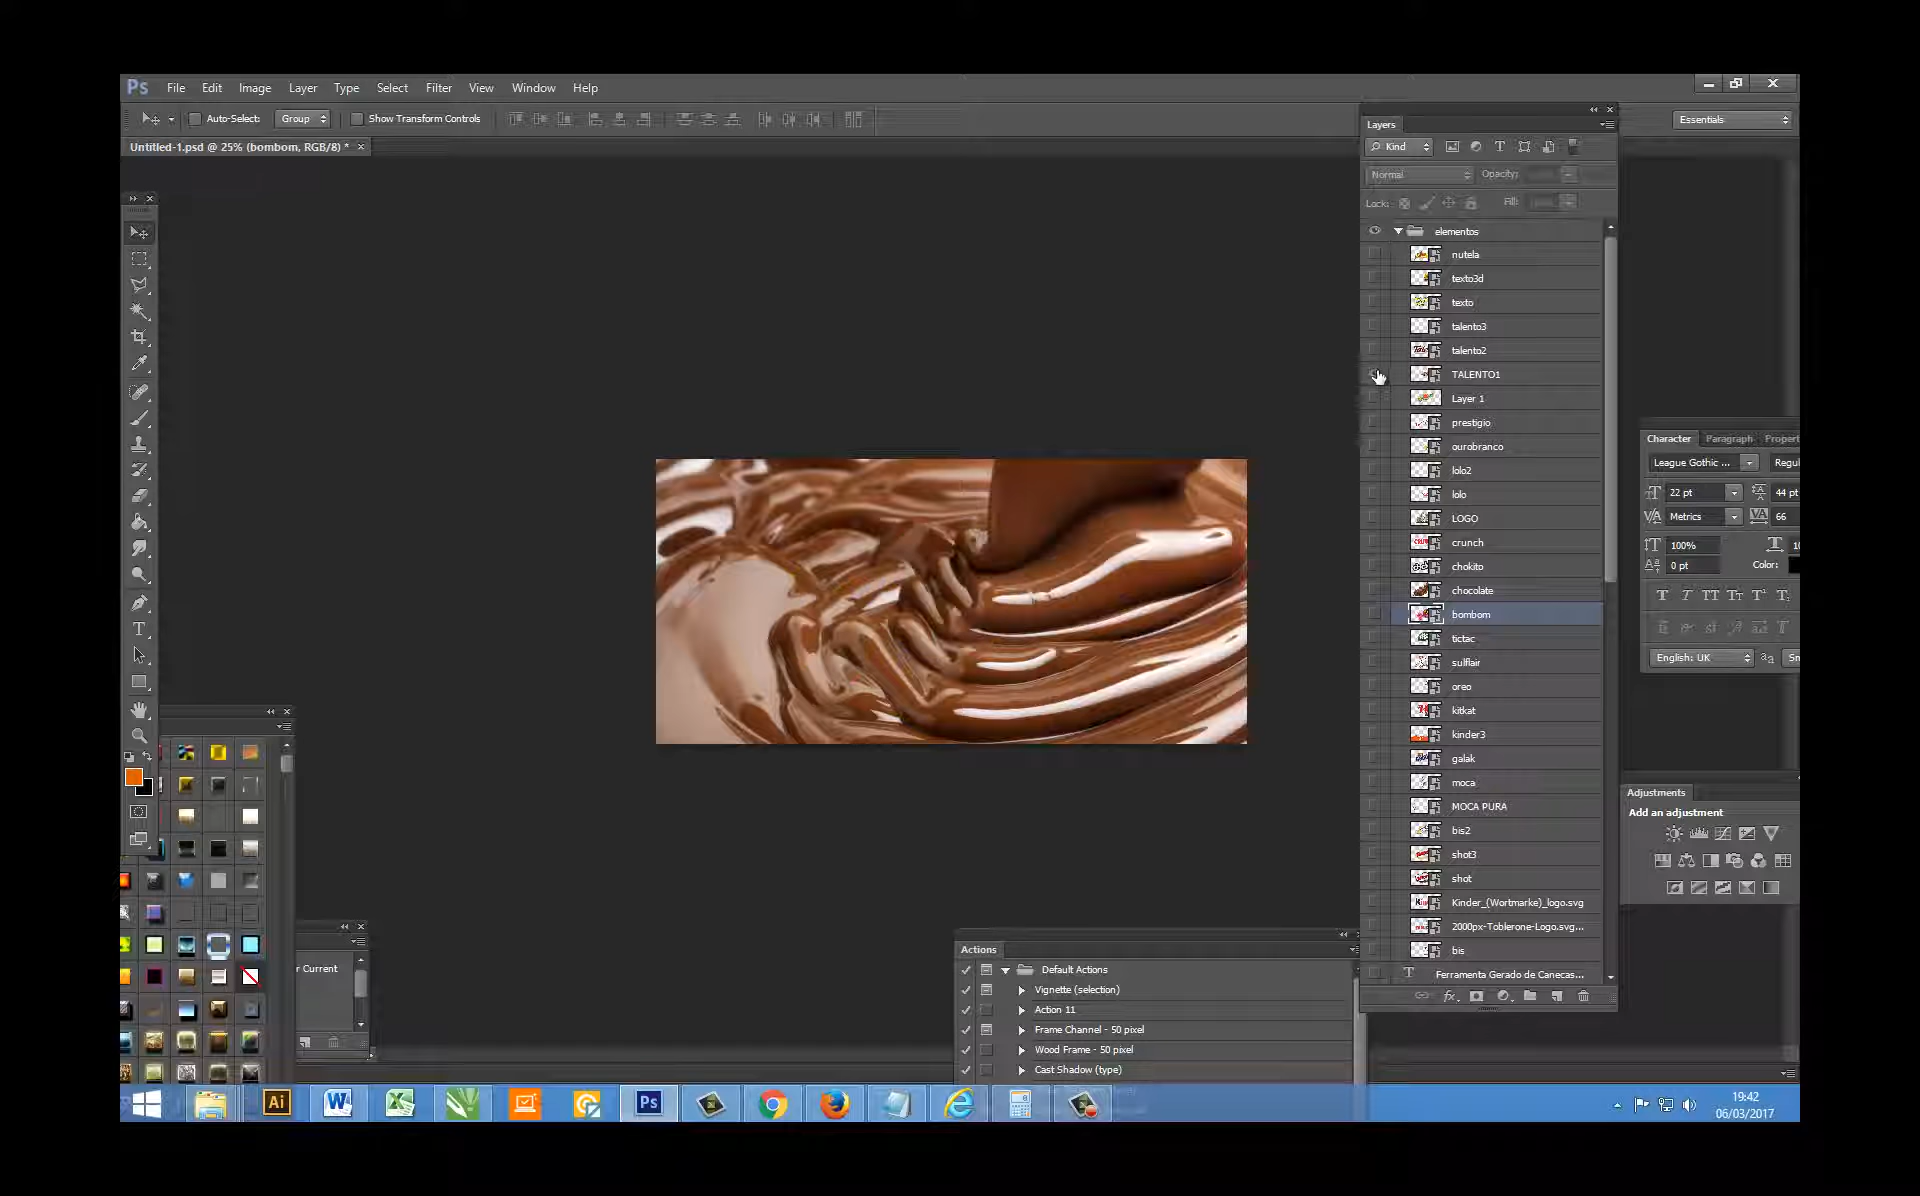 Ps File Edit Image Layer Type Select Filter View Window Help
Auto-Select: Group Show Transform Controls
Essentials
Untitled-1.psd @ 25% (bombom, RGB/8) * ×
Layers
Kind
Normal Opacity:
Lock: Fill:
elementos
nutela
texto3d
texto
talento3
talento2
TALENTO1
Layer 1
prestigio
ourobranco
lolo2
lolo
LOGO
crunch
chokito
chocolate
bombom
tictac
sulflair
oreo
kitkat
kinder3
galak
moca
MOCA PURA
bis2
shot3
shot
Kinder_(Wortmarke)_logo.svg
2000px-Toblerone-Logo.svg...
bis
Ferramenta Gerado de Canecas...
Character Paragraph Propert
League Gothic ... Regul
22 pt 44 pt
Metrics 66
100% 10
0 pt Color:
English: UK aa Sm
Adjustments
Add an adjustment
r Current
Actions
Default Actions
Vignette (selection)
Action 11
Frame Channel - 50 pixel
Wood Frame - 50 pixel
Cast Shadow (type)
19:42
06/03/2017